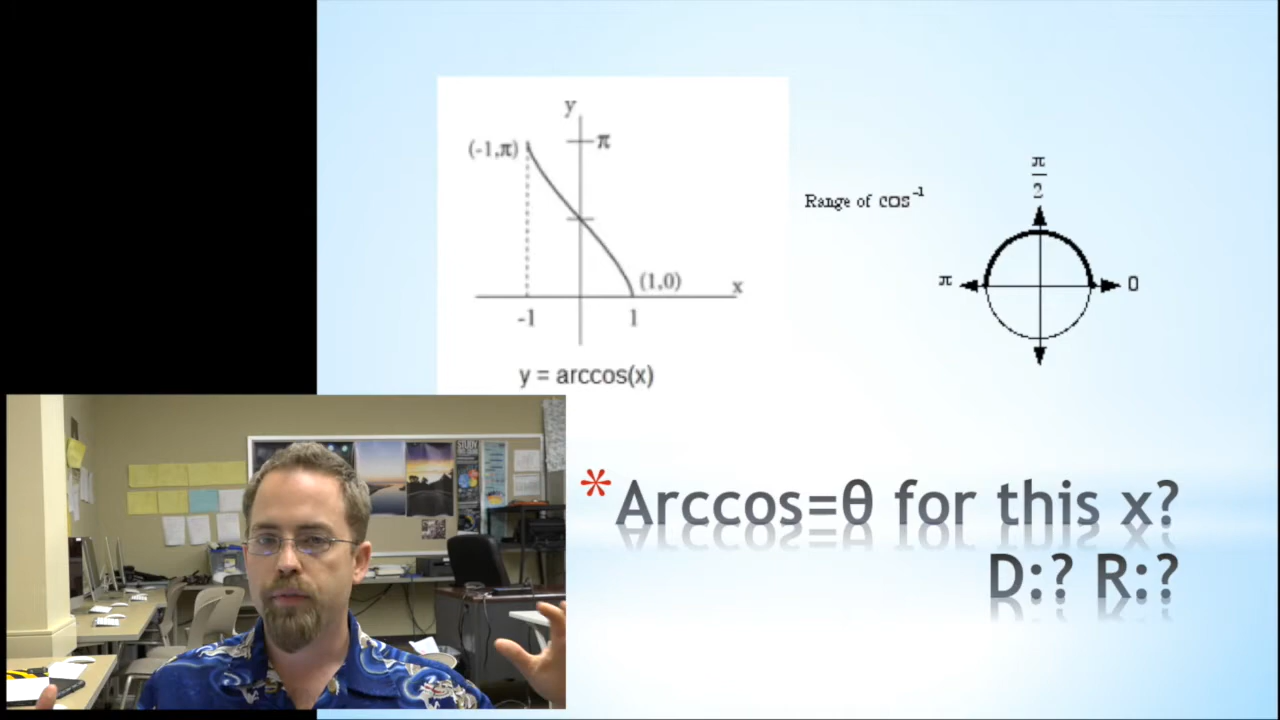 y
(-1,π)
π
(1,0)
x
-1
1
y = arccos(x)
Range of cos⁻¹
π
2
π
0
* Arccos=θ for this x?
D:? R:?